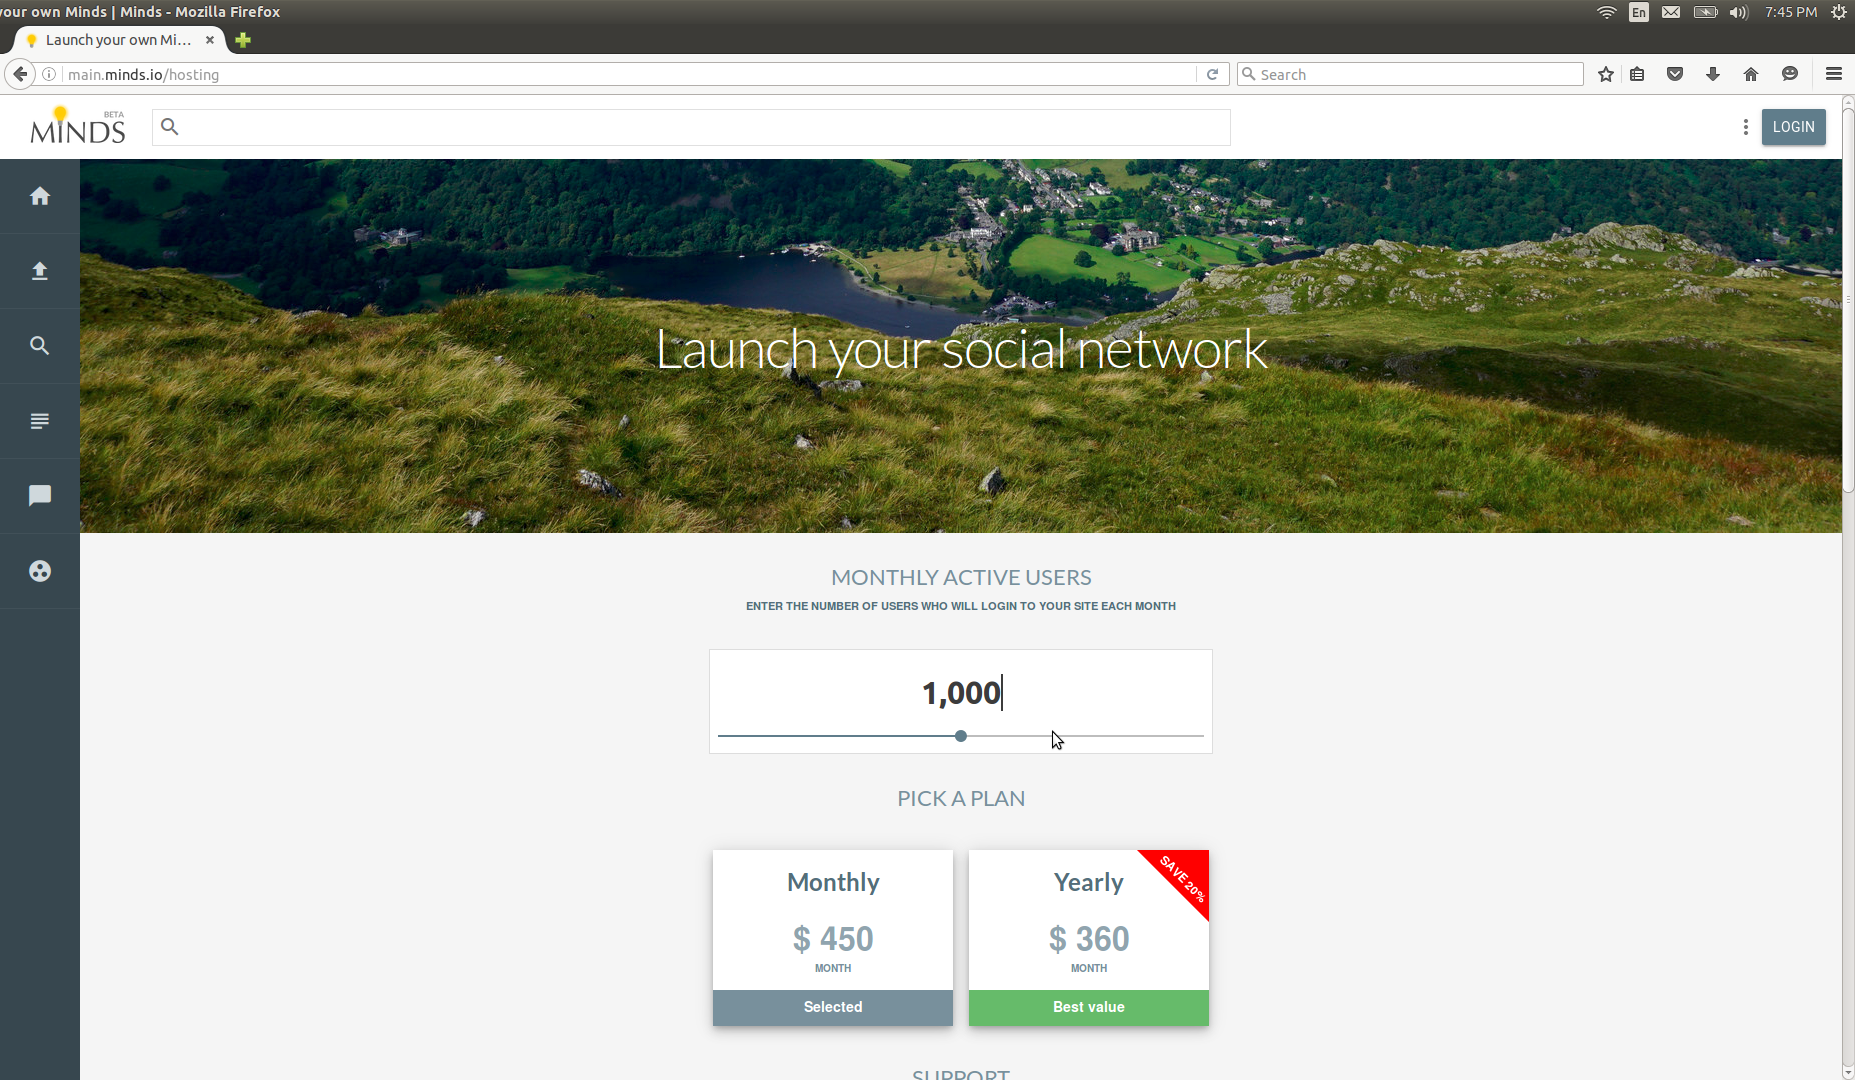 your own Minds | Minds - Mozilla Firefox
En
7:45 PM
Launch your own Mi...
main.minds.io/hosting
Search
MINDS
BETA
LOGIN
Launch your social network
MONTHLY ACTIVE USERS
ENTER THE NUMBER OF USERS WHO WILL LOGIN TO YOUR SITE EACH MONTH
1,000
PICK A PLAN
Monthly
$ 450
MONTH
Selected
Yearly
SAVE 20%
$ 360
MONTH
Best value
SUPPORT